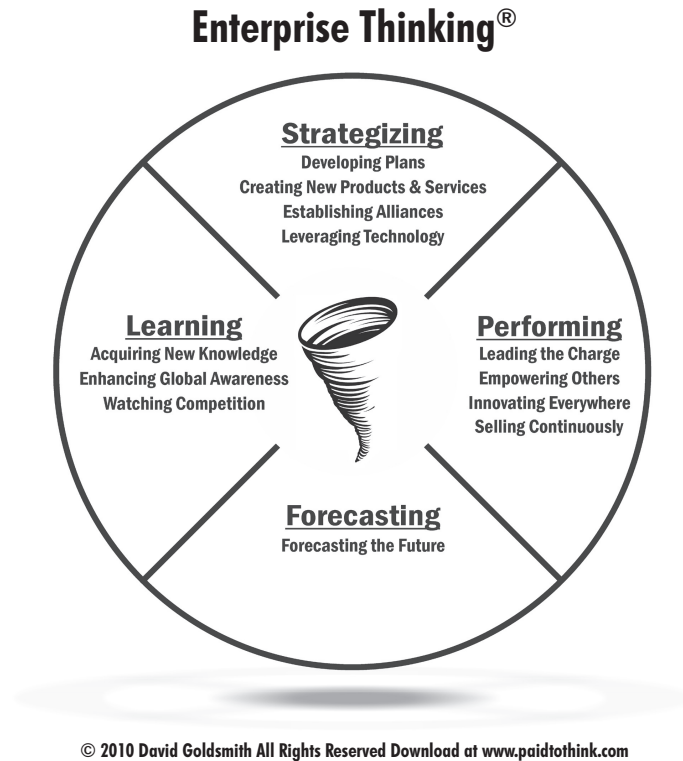 Enterprise Thinking®
Strategizing
Developing Plans
Creating New Products & Services
Establishing Alliances
Leveraging Technology
Learning
Acquiring New Knowledge
Enhancing Global Awareness
Watching Competition
Performing
Leading the Charge
Empowering Others
Innovating Everywhere
Selling Continuously
Forecasting
Forecasting the Future
© 2010 David Goldsmith All Rights Reserved Download at www.paidtothink.com